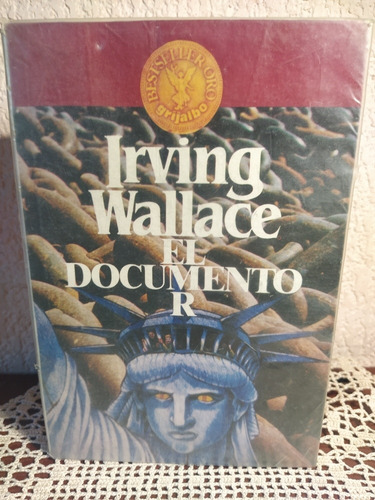 BESTSELLER ORO
grijalbo
Irving
Wallace
EL
DOCUMENTO
R